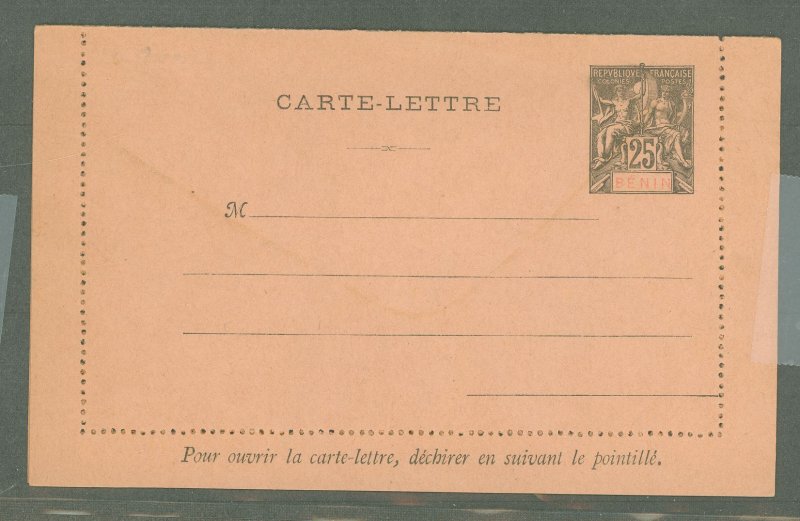 REPUBLIQUE FRANÇAISE
COLONIES POSTES
CARTE-LETTRE
25
BÉNIN
M
Pour ouvrir la carte-lettre, déchirer en suivant le pointillé.